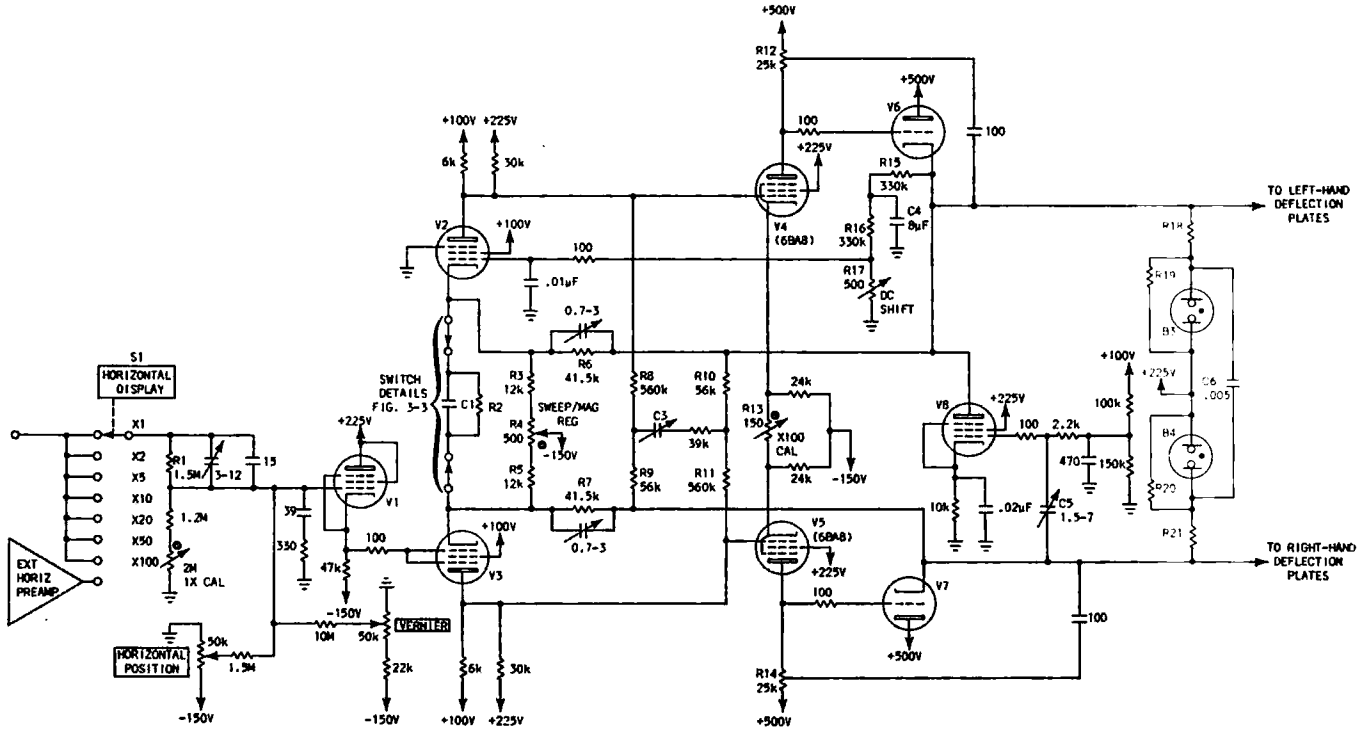 +500V
R12
25k
+500V
V6
100
100
+100V
+225V
6k
30k
+225V
R15
330k
TO LEFT-HAND
DEFLECTION
PLATES
V4
(6BA8)
V2
+100V
R16
330k
C4
8μF
R18
100
R17
500
DC
SHIFT
.01μF
R19
B3
0.7-3
R6
41.5k
+100V
S1
HORIZONTAL
DISPLAY
SWITCH
DETAILS
FIG. 3-3
C1
R2
R3
12k
SWEEP/MAG
REG
R4
500
-150V
R8
560k
R10
56k
24k
+225V
C6
.005
V8
+225V
100k
R13
150
X100
CAL
C3
39k
100
2.2k
B4
+225V
X1
X2
X5
X10
X20
X50
X100
R1
1.5M
3-12
15
R5
12k
R7
41.5k
R9
56k
R11
560k
24k
-150V
470
150k
R20
V1
1.2M
39
330
10k
.02μF
C5
1.5-7
R21
0.7-3
+100V
V5
(6BA8)
2M
1X CAL
100
V3
+225V
TO RIGHT-HAND
DEFLECTION
PLATES
EXT
HORIZ
PREAMP
47k
-150V
100
V7
10M
50k
VERNIER
100
50k
HORIZONTAL
POSITION
1.5M
22k
6k
30k
+500V
R14
25k
-150V
-150V
+100V
+225V
+500V